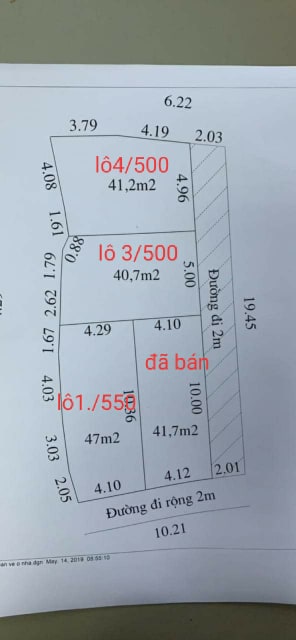 6.22
3.79
4.19
2.03
4.08
lô4/500
41,2m2
4.96
1.61
0.88
lô 3/500
40,7m2
5.00
1.79
2.62
Đường đi 2m
19.45
1.67
4.29
4.10
đã bán
4.03
lô1./550
10.36
10.00
3.03
47m2
41,7m2
2.05
4.10
4.12
2.01
Đường đi rộng 2m
10.21
an ve o nha.dgn May. 14, 2019 08:50:10